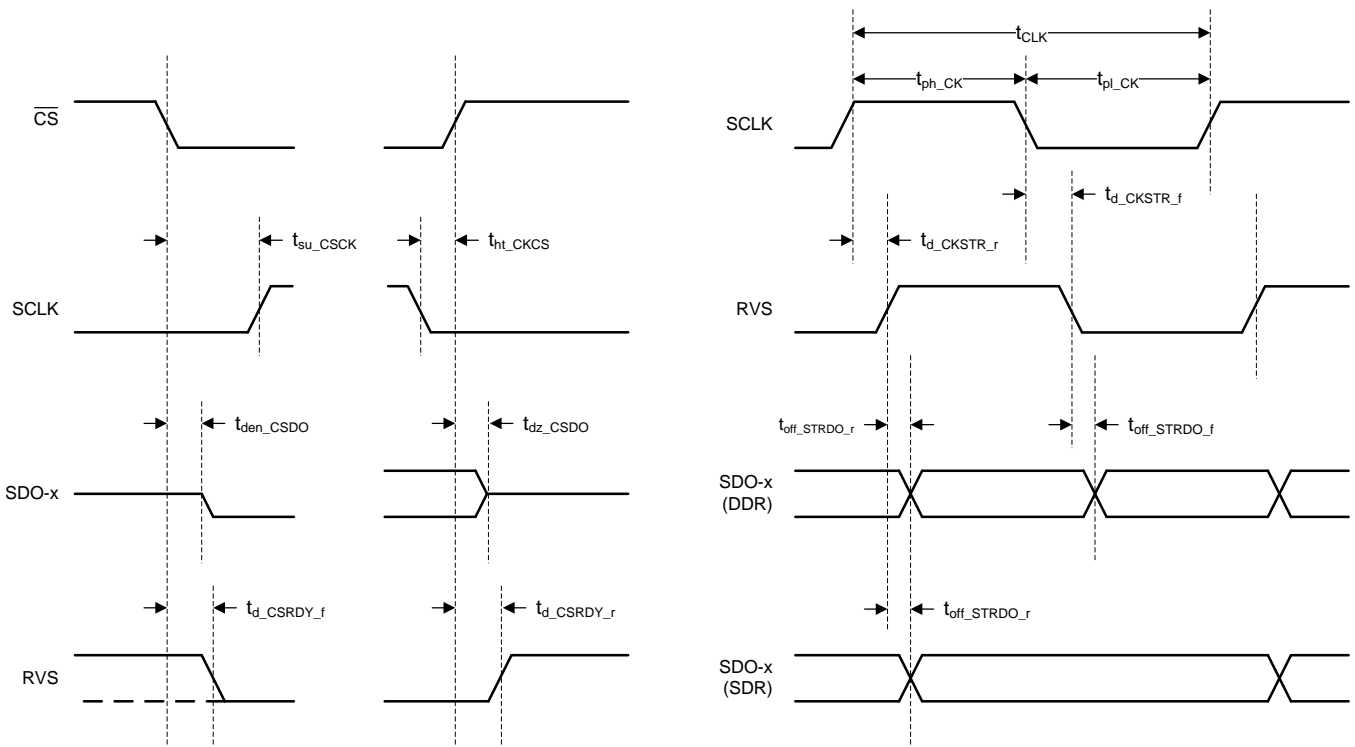 CS
t_su_CSCK
t_ht_CKCS
SCLK
t_den_CSDO
t_dz_CSDO
SDO-x
t_d_CSRDY_f
t_d_CSRDY_r
RVS
t_CLK
t_ph_CK
t_pl_CK
SCLK
t_d_CKSTR_f
t_d_CKSTR_r
RVS
t_off_STRDO_r
t_off_STRDO_f
SDO-x
(DDR)
t_off_STRDO_r
SDO-x
(SDR)